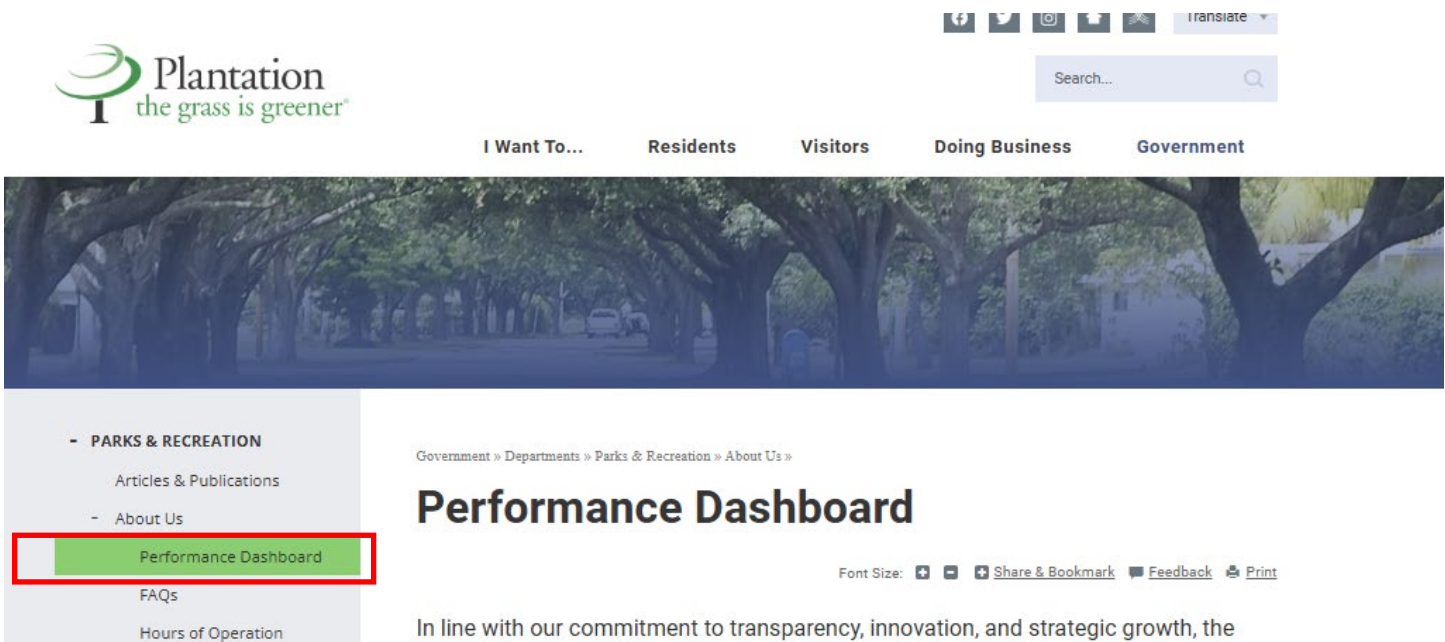 Translate
Plantation
the grass is greener®
Search...
I Want To... Residents Visitors Doing Business Government
- PARKS & RECREATION
Articles & Publications
- About Us
Performance Dashboard
FAQs
Hours of Operation
Government » Departments » Parks & Recreation » About Us »
Performance Dashboard
Font Size: + - + Share & Bookmark Feedback Print
In line with our commitment to transparency, innovation, and strategic growth, the